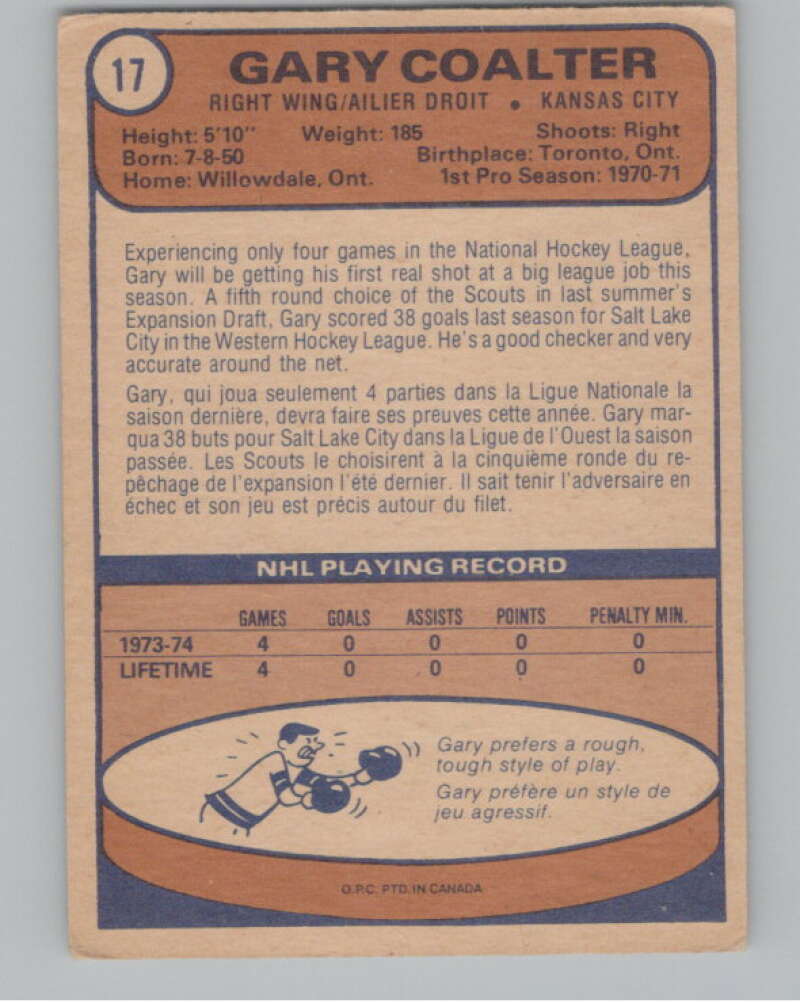 17
GARY COALTER
RIGHT WING/AILIER DROIT • KANSAS CITY
Height: 5'10" Weight: 185 Shoots: Right
Born: 7-8-50 Birthplace: Toronto, Ont.
Home: Willowdale, Ont. 1st Pro Season: 1970-71
Experiencing only four games in the National Hockey League,
Gary will be getting his first real shot at a big league job this
season. A fifth round choice of the Scouts in last summer's
Expansion Draft, Gary scored 38 goals last season for Salt Lake
City in the Western Hockey League. He's a good checker and very
accurate around the net.
Gary, qui joua seulement 4 parties dans la Ligue Nationale la
saison dernière, devra faire ses preuves cette année. Gary mar-
qua 38 buts pour Salt Lake City dans la Ligue de l'Ouest la saison
passée. Les Scouts le choisirent à la cinquième ronde du re-
pêchage de l'expansion l'été dernier. Il sait tenir l'adversaire en
échec et son jeu est précis autour du filet.
NHL PLAYING RECORD
GAMES GOALS ASSISTS POINTS PENALTY MIN.
1973-74 4 0 0 0 0
LIFETIME 4 0 0 0 0
Gary prefers a rough,
tough style of play.
Gary préfère un style de
jeu agressif.
O.P.C. PTD. IN CANADA